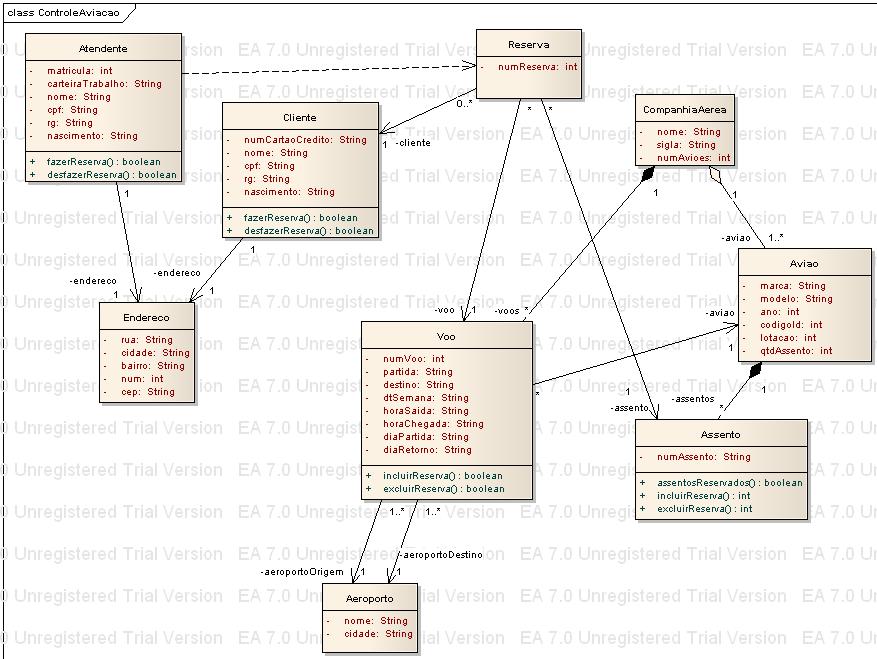 class ControleAviacao
Atendente
- matricula: int
- carteiraTrabalho: String
- nome: String
- cpf: String
- rg: String
- nascimento: String
+ fazerReserva() : boolean
+ desfazerReserva() : boolean
Reserva
- numReserva: int
Cliente
- numCartaoCredito: String
- nome: String
- cpf: String
- rg: String
- nascimento: String
+ fazerReserva() : boolean
+ desfazerReserva() : boolean
0..*
1
-cliente
* *
CompanhiaAerea
- nome: String
- sigla: String
- numAvioes: int
1
1
1
1
-endereco
1
-endereco
1
-aviao 1..*
Endereco
- rua: String
- cidade: String
- bairro: String
- num: int
- cep: String
-voo 1
-voos *
Aviao
- marca: String
- modelo: String
- ano: int
- codigoId: int
- lotacao: int
- qtdAssento: int
-aviao
1
*
Voo
- numVoo: int
- partida: String
- destino: String
- dtSemana: String
- horaSaida: String
- horaChegada: String
- diaPartida: String
- diaRetorno: String
+ incluirReserva() : boolean
+ excluirReserva() : boolean
1
-assento
1
-assentos
*
Assento
- numAssento: String
+ assentosReservados() : boolean
+ incluirReserva() : int
+ excluirReserva() : int
1..* 1..*
-aeroportoDestino
-aeroportoOrigem 1 1
Aeroporto
- nome: String
- cidade: String
EA 7.0 Unregistered Trial Version